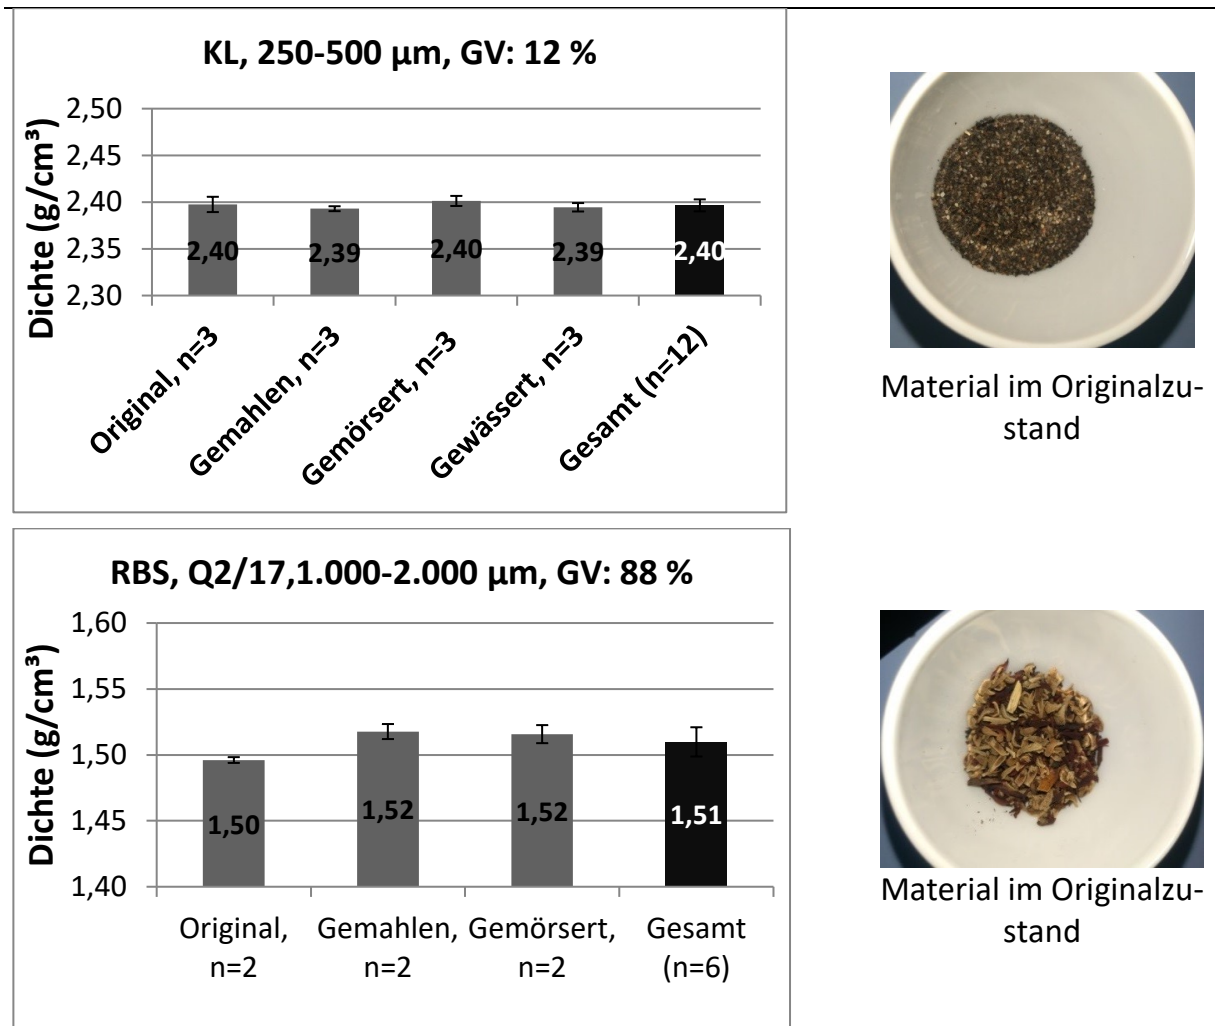 KL, 250-500 µm, GV: 12 %
Dichte (g/cm³)
2,50
2,45
2,40
2,35
2,30
2,40
2,39
2,40
2,39
2,40
Original, n=3
Gemahlen, n=3
Gemörsert, n=3
Gewässert, n=3
Gesamt (n=12)
Material im Originalzu-
stand
RBS, Q2/17,1.000-2.000 µm, GV: 88 %
Dichte (g/cm³)
1,60
1,55
1,50
1,45
1,40
1,50
1,52
1,52
1,51
Original,
n=2
Gemahlen,
n=2
Gemörsert,
n=2
Gesamt
(n=6)
Material im Originalzu-
stand